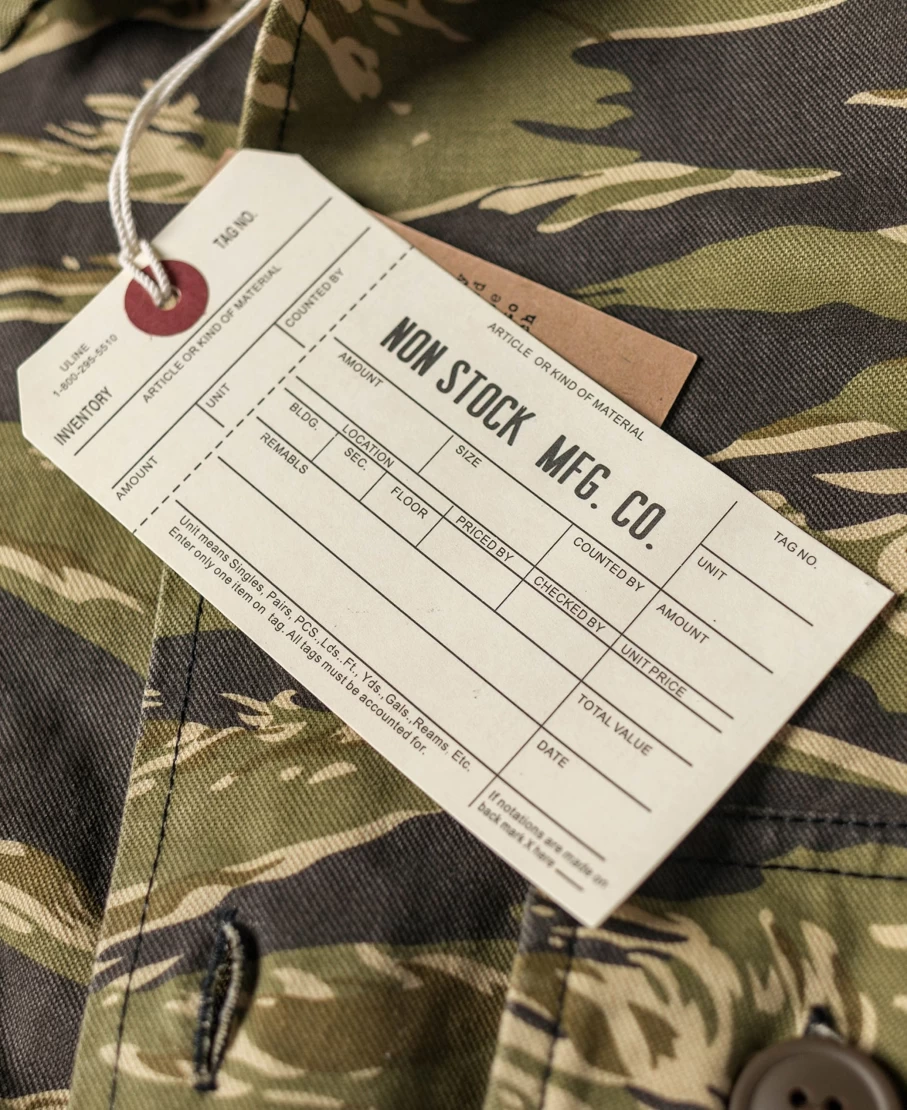 TAG NO.
ULINE
1-800-295-5510
INVENTORY
ARTICLE OR KIND OF MATERIAL
COUNTED BY
UNIT
AMOUNT
ARTICLE OR KIND OF MATERIAL
NON STOCK MFG. CO.
TAG NO.
AMOUNT
SIZE
COUNTED BY
UNIT
BLDG.
LOCATION
SEC.
FLOOR
PRICED BY
CHECKED BY
AMOUNT
UNIT PRICE
REMABLS
TOTAL VALUE
DATE
Unit means Singles, Pairs, PCS.,Lds..Ft., Yds.,Gals.,Reams. Etc.
Enter only one item on tag. All tags must be accounted for.
If notations are made on
back mark X here